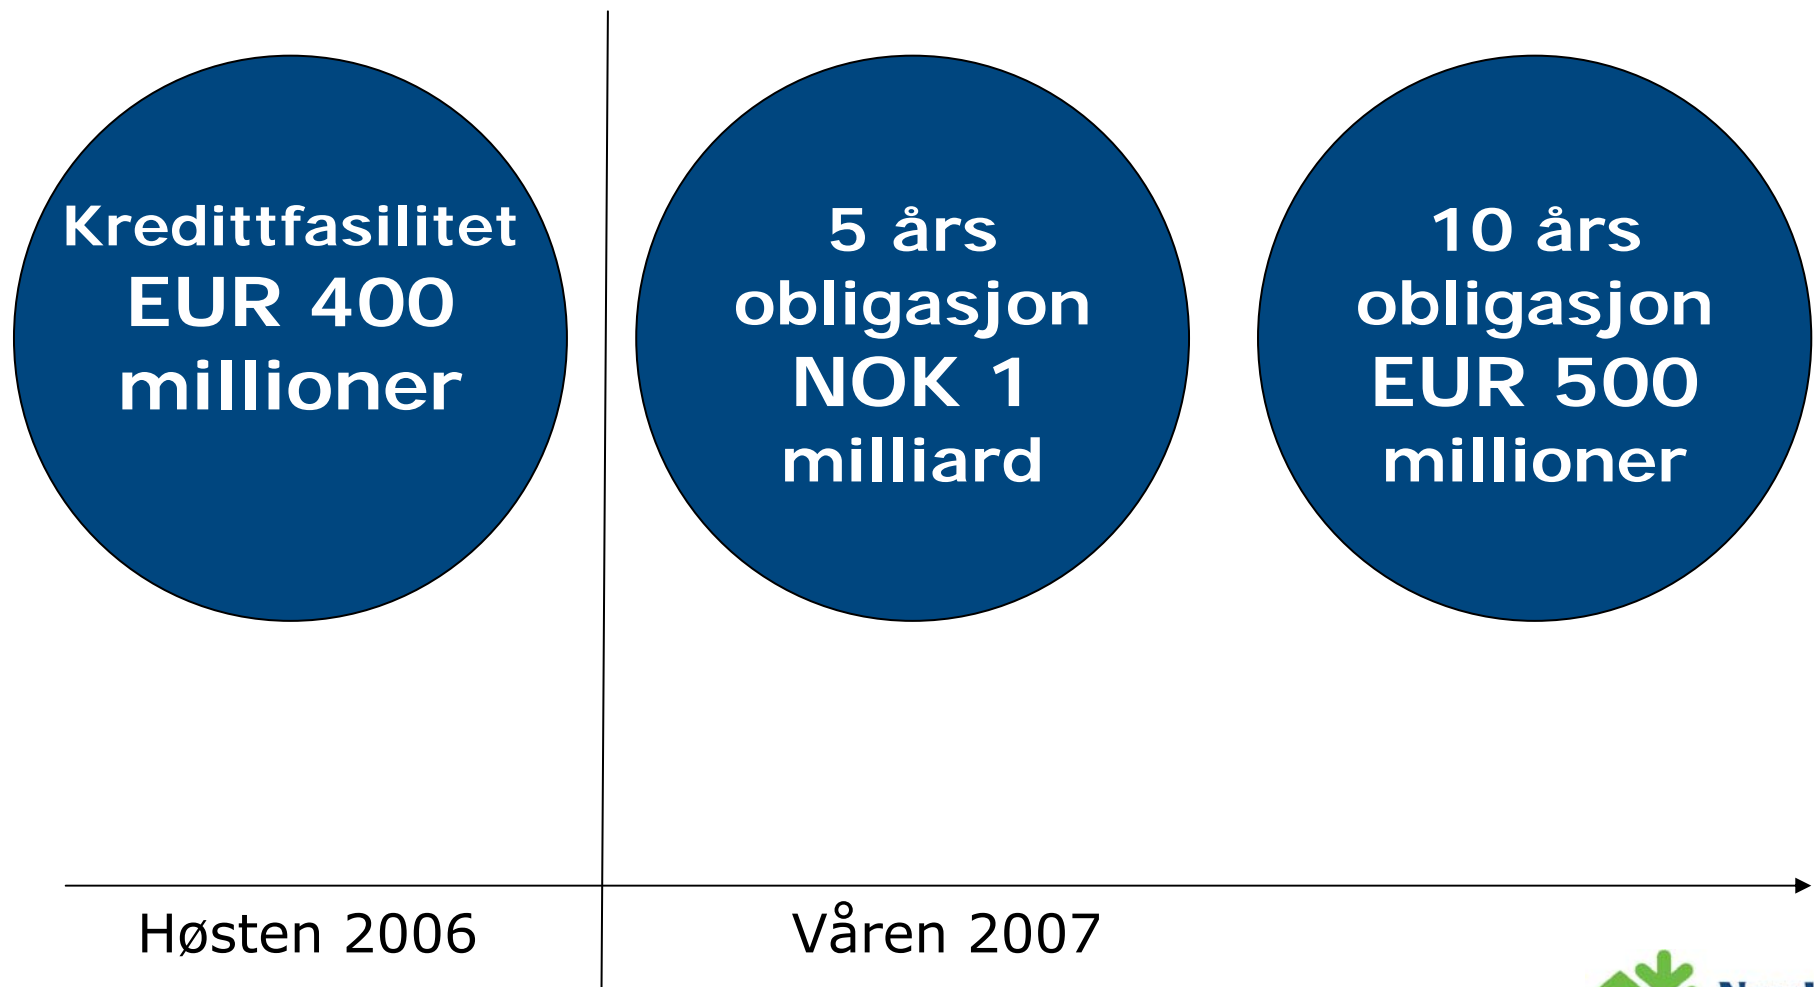 Kredittfasilitet
EUR 400
millioner
5 års
obligasjon
NOK 1
milliard
10 års
obligasjon
EUR 500
millioner
Høsten 2006
Våren 2007